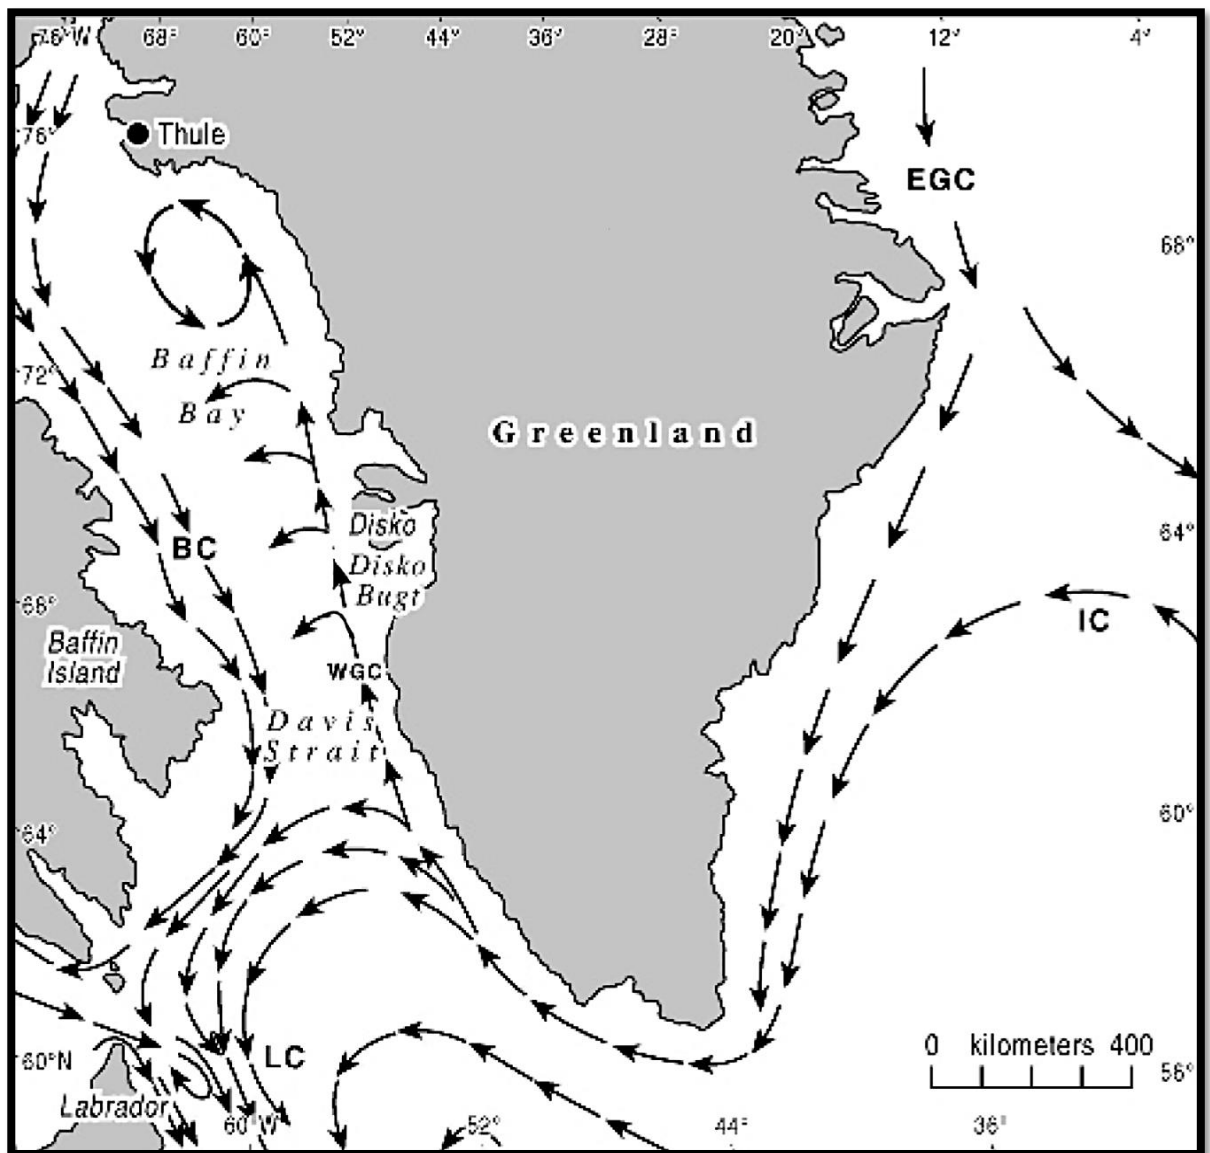 76°W 68° 60° 52° 44° 36° 28° 20° 12° 4°
76°
Thule
EGC
68°
Baffin
72°
Bay
Greenland
Disko
64°
BC
Disko
Bugt
68°
IC
Baffin
Island
WGC
Davis
Strait
60°
64°
0 kilometers 400
LC
60°N
56°
Labrador
60°W 52° 44° 36°